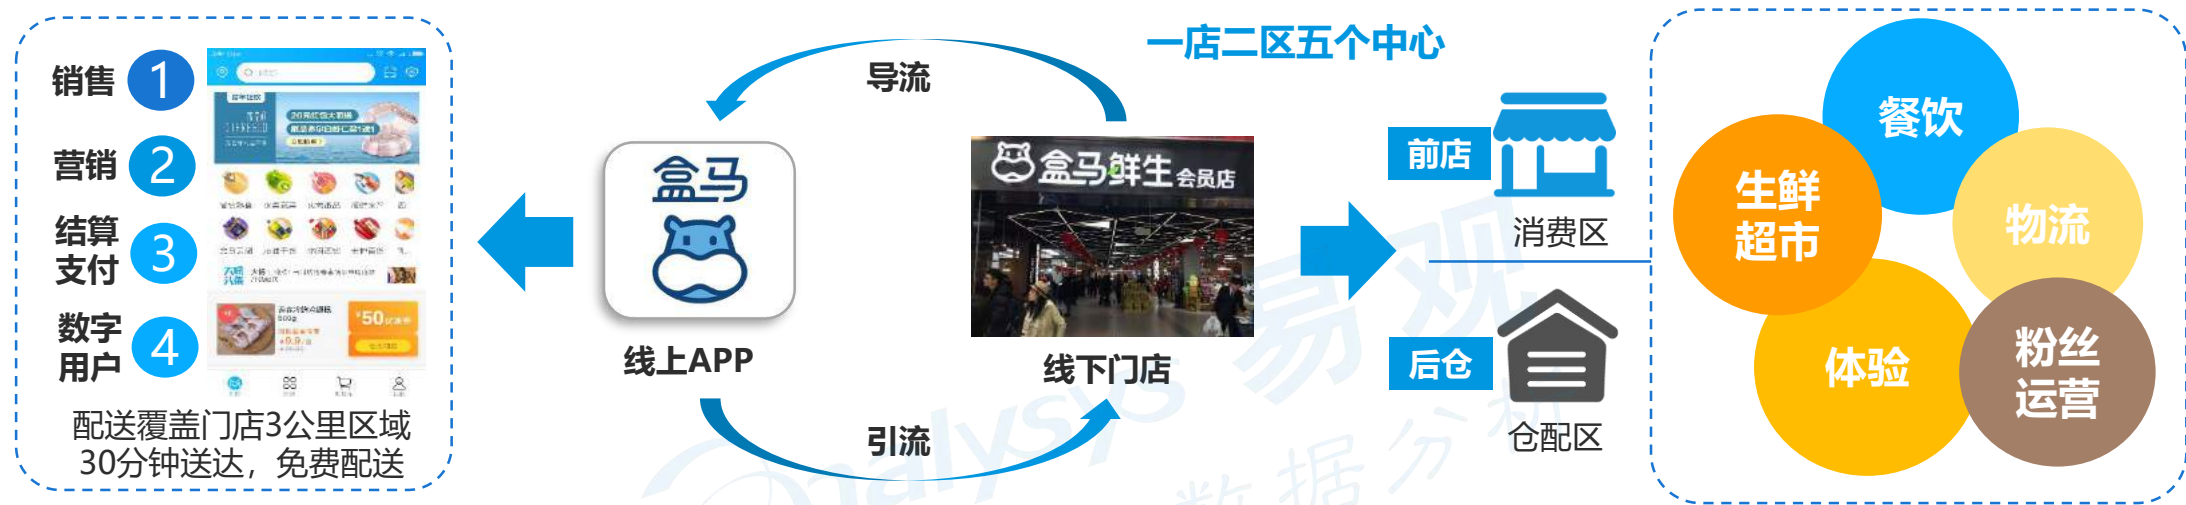 销售
1
营销
2
结算
支付
3
数字
用户
4
配送覆盖门店3公里区域
30分钟送达，免费配送
导流
盒马
线上APP
引流
盒马鲜生会员店
线下门店
一店二区五个中心
前店
消费区
后仓
仓配区
餐饮
生鲜
超市
物流
体验
粉丝
运营
¥50
9.9
nalysys 易观
数据分析